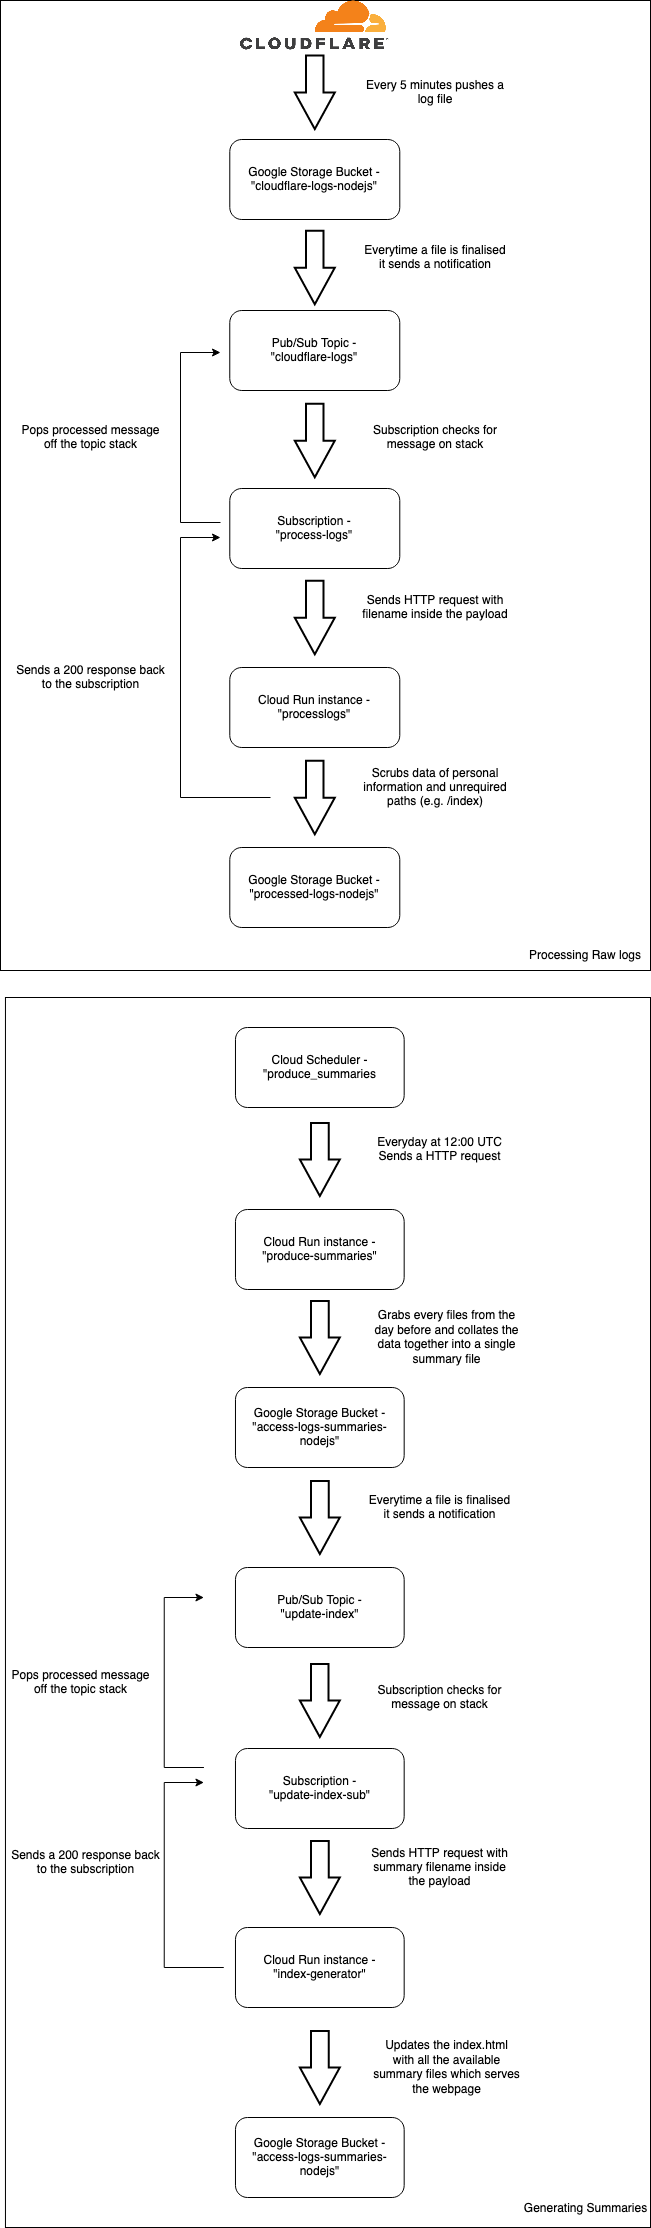 CLOUDFLARE
Every 5 minutes pushes a
log file
Google Storage Bucket -
"cloudflare-logs-nodejs"
Everytime a file is finalised
it sends a notification
Pub/Sub Topic -
"cloudflare-logs"
Pops processed message
off the topic stack
Subscription checks for
message on stack
Subscription -
"process-logs"
Sends HTTP request with
filename inside the payload
Sends a 200 response back
to the subscription
Cloud Run instance -
"processlogs"
Scrubs data of personal
information and unrequired
paths (e.g. /index)
Google Storage Bucket -
"processed-logs-nodejs"
Processing Raw logs
Cloud Scheduler -
"produce_summaries
Everyday at 12:00 UTC
Sends a HTTP request
Cloud Run instance -
"produce-summaries"
Grabs every files from the
day before and collates the
data together into a single
summary file
Google Storage Bucket -
"access-logs-summaries-
nodejs"
Everytime a file is finalised
it sends a notification
Pub/Sub Topic -
"update-index"
Pops processed message
off the topic stack
Subscription checks for
message on stack
Subscription -
"update-index-sub"
Sends a 200 response back
to the subscription
Sends HTTP request with
summary filename inside
the payload
Cloud Run instance -
"index-generator"
Updates the index.html
with all the available
summary files which serves
the webpage
Google Storage Bucket -
"access-logs-summaries-
nodejs"
Generating Summaries